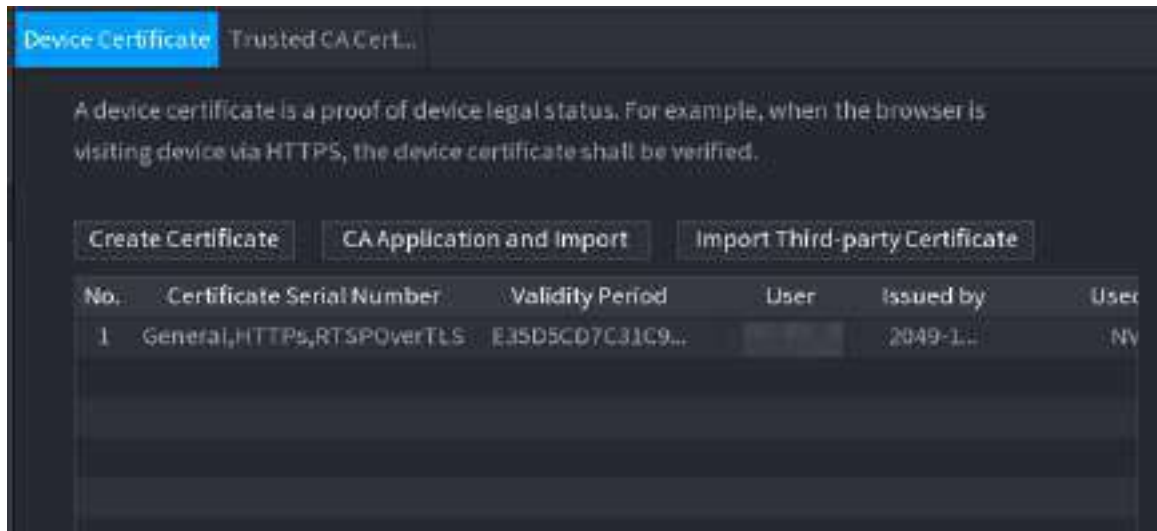 Device Certificate Trusted CA Cert...
A device certificate is a proof of device legal status. For example, when the browser is
visiting device via HTTPS, the device certificate shall be verified.
Create Certificate CA Application and Import Import Third-party Certificate
No. Certificate Serial Number Validity Period User Issued by Used
1 General,HTTPs,RTSPOverTLS E35D5CD7C31C9... 2049-1... NV